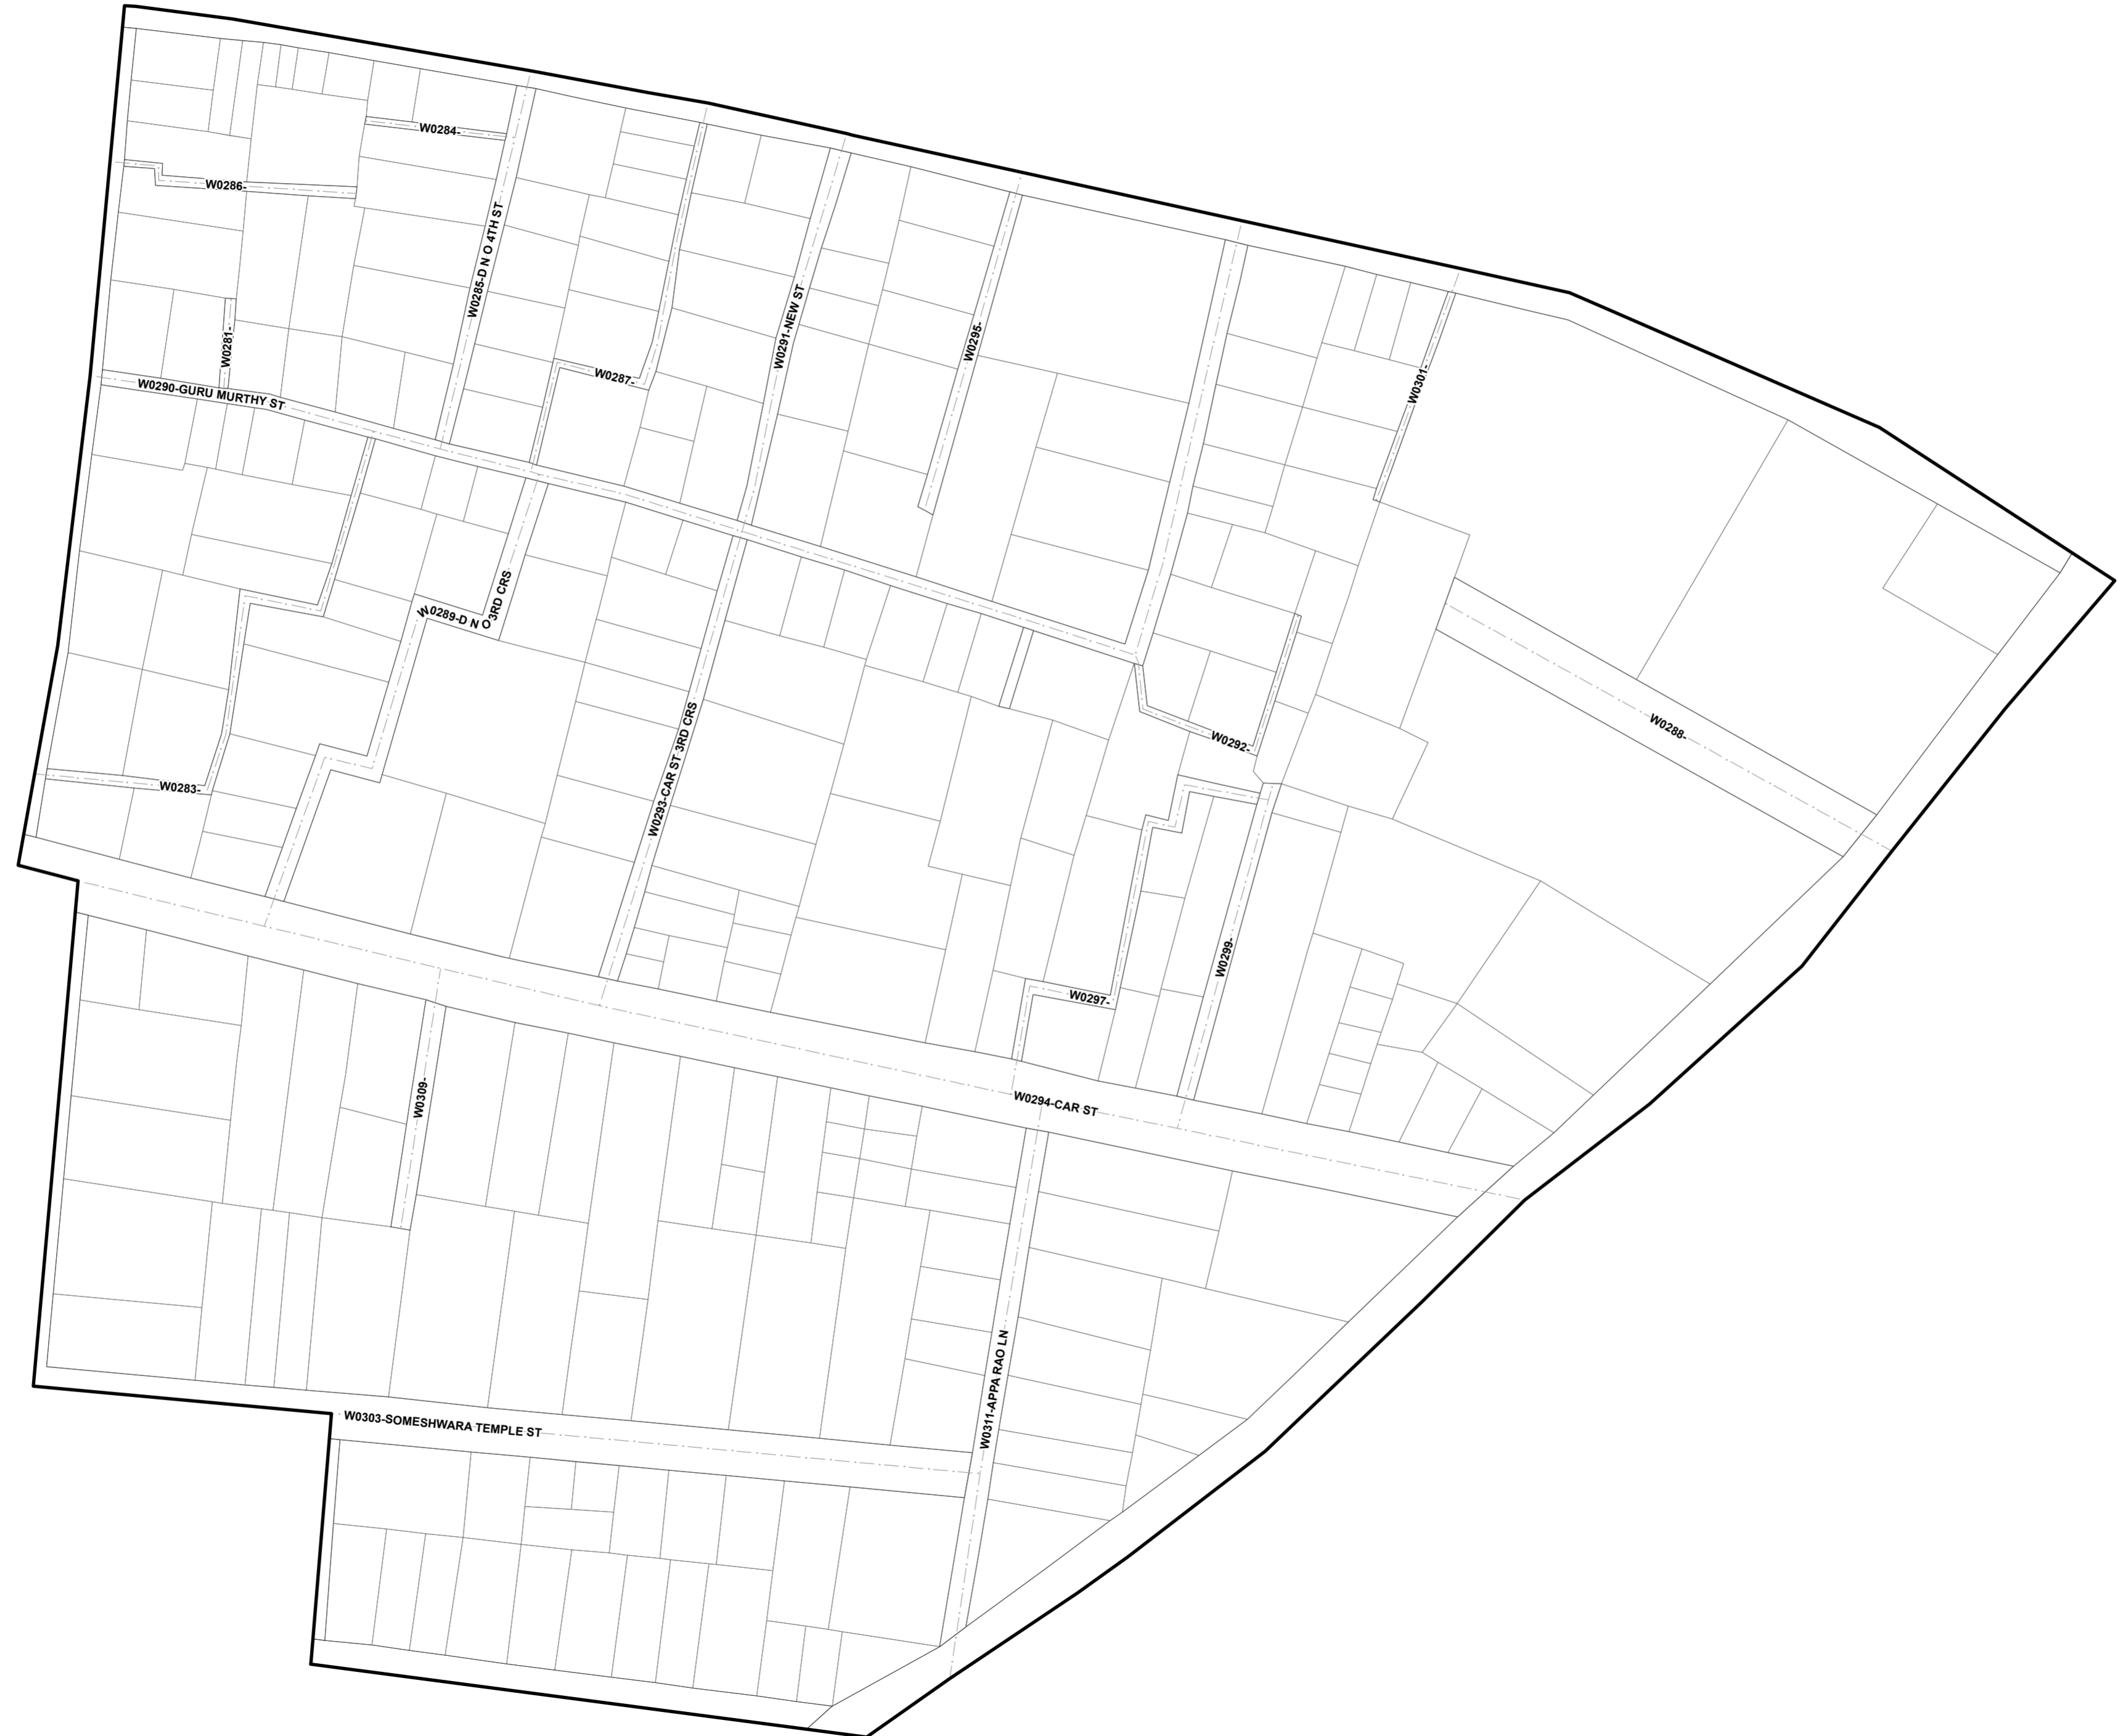 W0284-
W0286-
W0285-D N O 4TH ST
W0281-
W0290-GURU MURTHY ST
W0287-
W0291-NEW ST
W0295-
W0301-
W0289-D N O 3RD CRS
W0288-
W0292-
W0283-
W0293-CAR ST 3RD CRS
W0299-
W0297-
W0309-
W0294-CAR ST
W0311-APPA RAO LN
W0303-SOMESHWARA TEMPLE ST